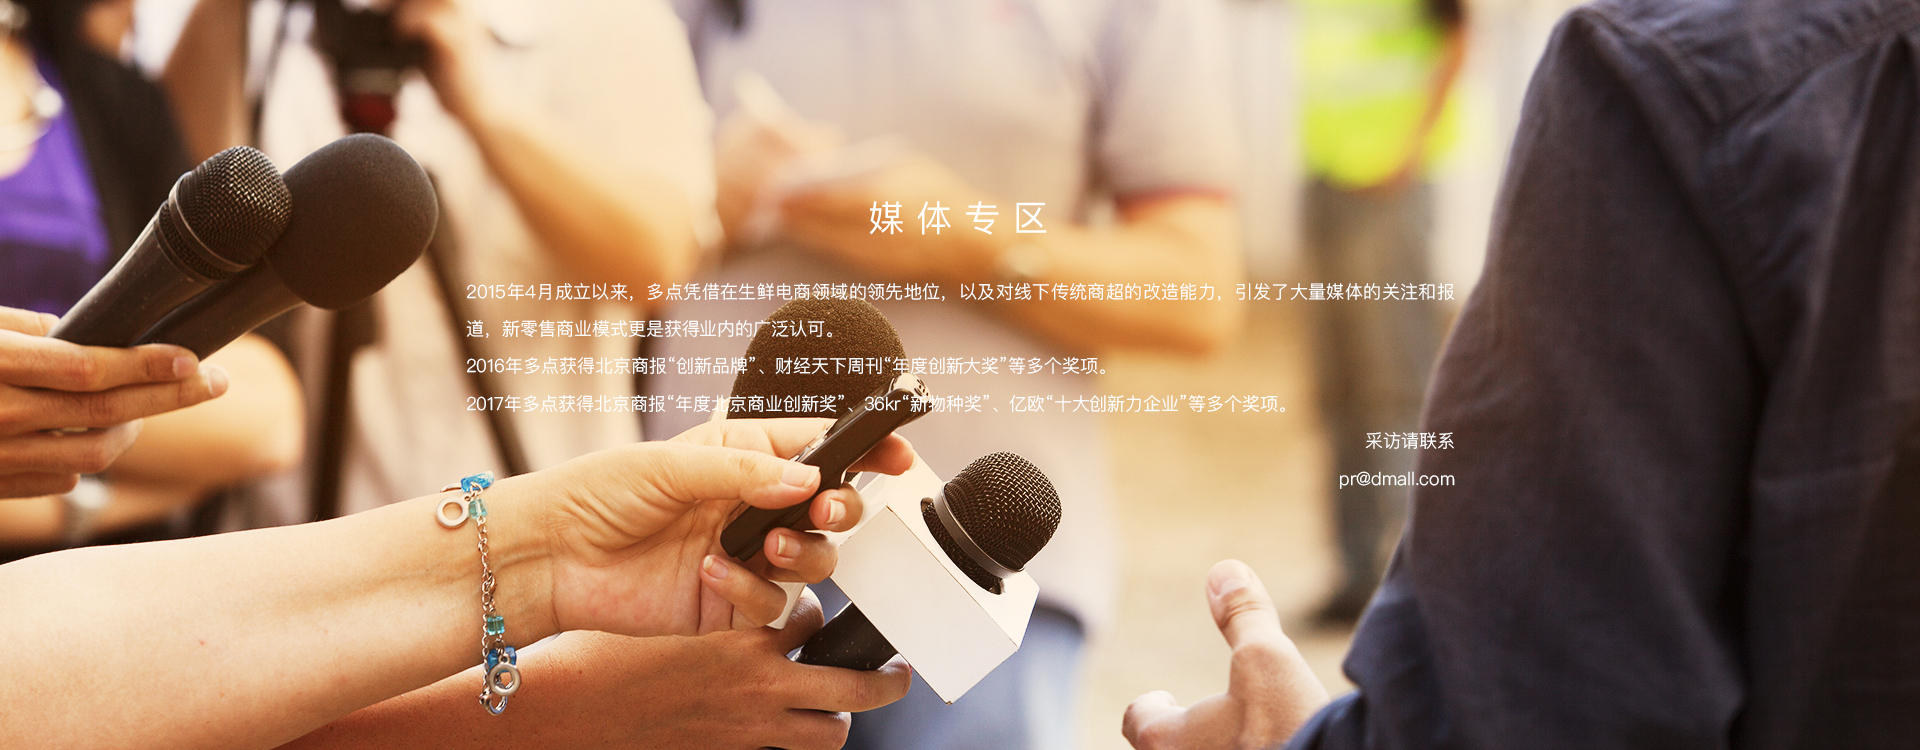 媒体专区
2015年4月成立以来，多点凭借在生鲜电商领域的领先地位，以及对线下传统商超的改造能力，引发了大量媒体的关注和报
道，新零售商业模式更是获得业内的广泛认可。
2016年多点获得北京商报“创新品牌”、财经天下周刊“年度创新大奖”等多个奖项。
2017年多点获得北京商报“年度北京商业创新奖”、36kr“新物种奖”、亿欧“十大创新力企业”等多个奖项。
采访请联系
pr@dmall.com